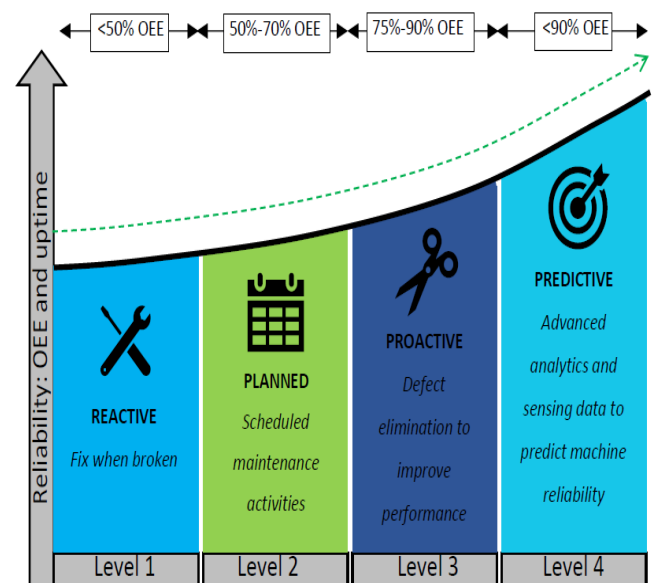 <50% OEE
50%-70% OEE
75%-90% OEE
<90% OEE
Reliability: OEE and uptime
REACTIVE
Fix when broken
PLANNED
Scheduled
maintenance
activities
PROACTIVE
Defect
elimination to
improve
performance
PREDICTIVE
Advanced
analytics and
sensing data to
predict machine
reliability
Level 1
Level 2
Level 3
Level 4